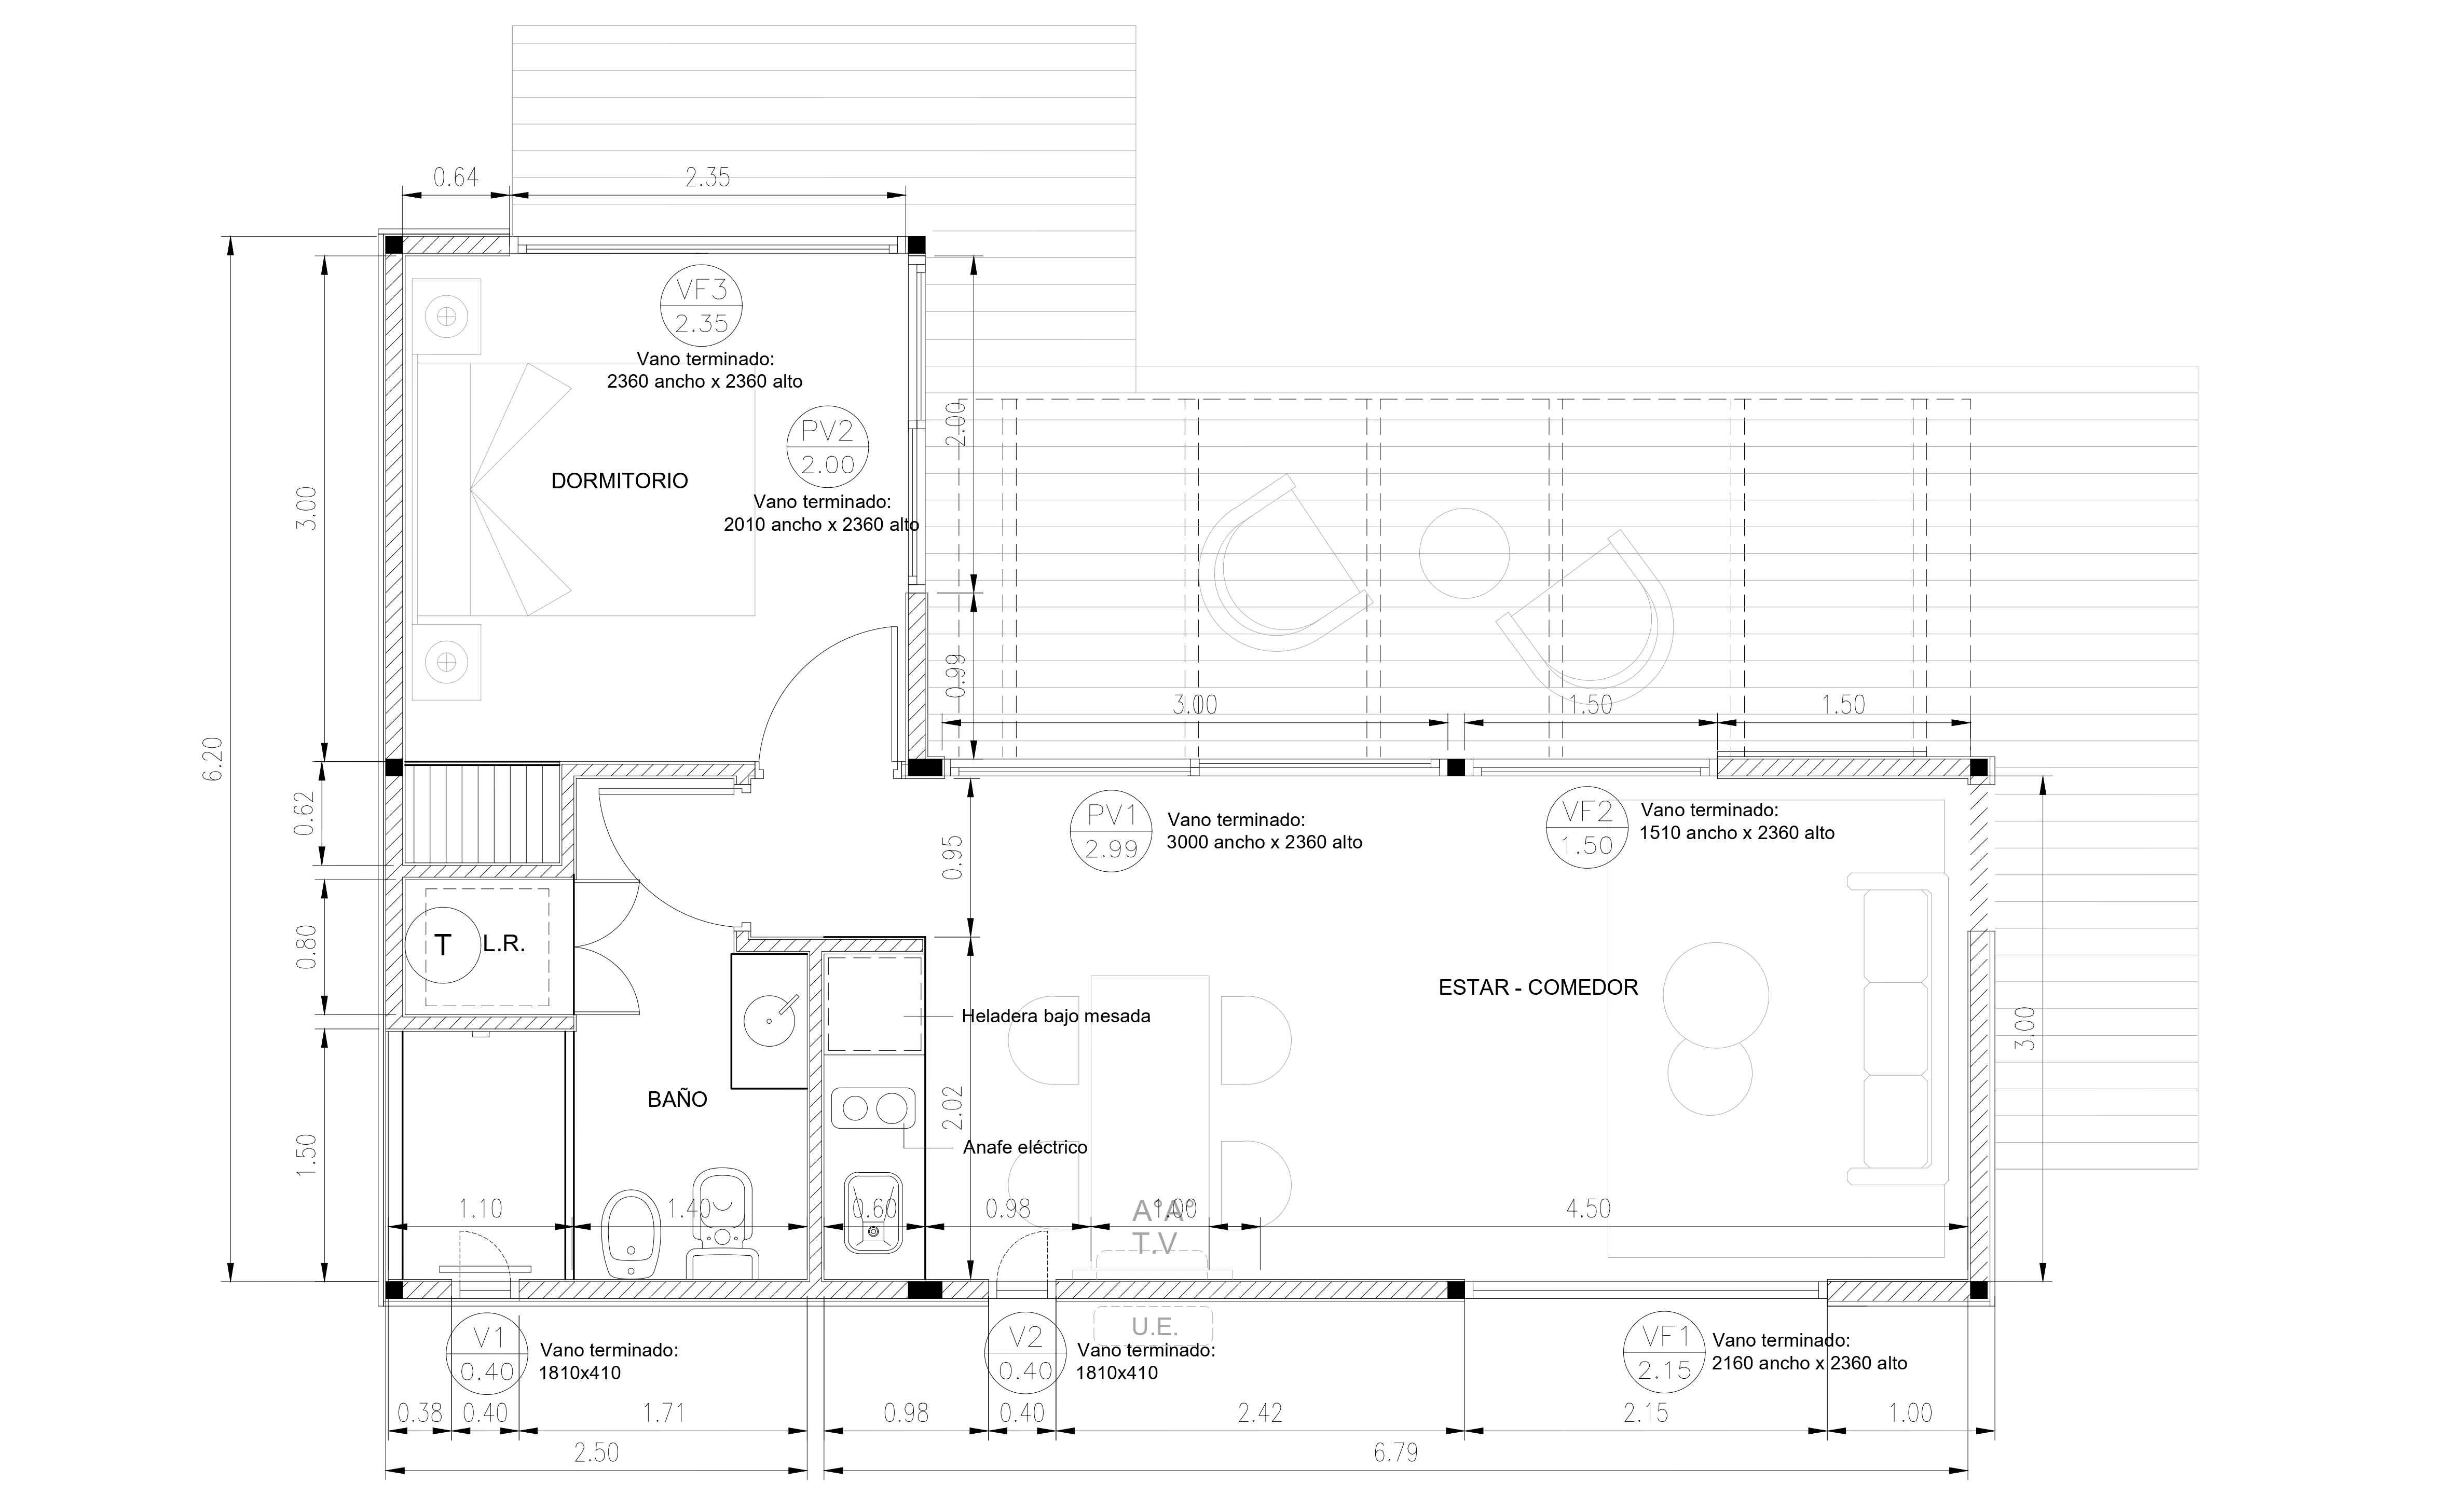 0.64
2.35
VF3
2.35
Vano terminado:
2360 ancho x 2360 alto
PV2
2.00
Vano terminado:
2010 ancho x 2360 alto
DORMITORIO
2.00
3.00
0.99
6.20
3.00
1.50
1.50
0.62
0.95
PV1
2.99
Vano terminado:
3000 ancho x 2360 alto
VF2
1.50
Vano terminado:
1510 ancho x 2360 alto
0.80
T
L.R.
ESTAR - COMEDOR
Heladera bajo mesada
3.00
BAÑO
2.02
Anafe eléctrico
1.50
1.10
1.40
0.60
0.98
1.00
A°A°
T.V
4.50
V1
0.40
Vano terminado:
1810x410
V2
0.40
Vano terminado:
1810x410
U.E.
VF1
2.15
Vano terminado:
2160 ancho x 2360 alto
0.38
0.40
1.71
0.98
0.40
2.42
2.15
1.00
2.50
6.79